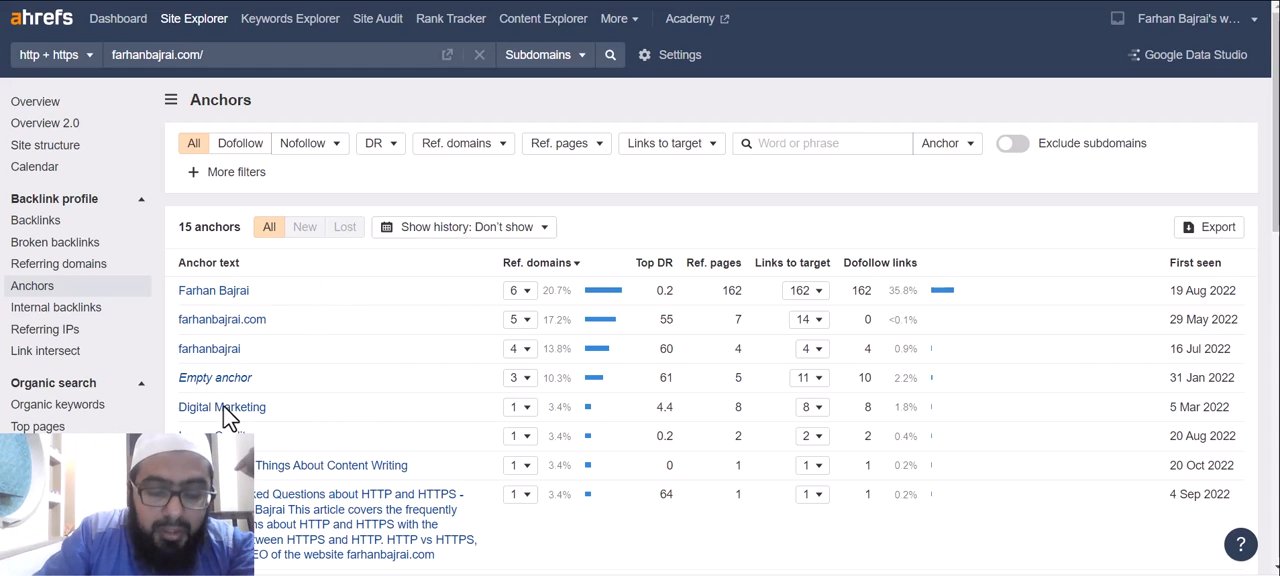 ahrefs Dashboard Site Explorer Keywords Explorer Site Audit Rank Tracker Content Explorer More Academy Farhan Bajrai's w...
http + https farhanbajrai.com/ Subdomains Settings Google Data Studio
Overview
Overview 2.0
Site structure
Calendar
Backlink profile
Backlinks
Broken backlinks
Referring domains
Anchors
Internal backlinks
Referring IPs
Link intersect
Organic search
Organic keywords
Top pages
Anchors
All Dofollow Nofollow DR Ref. domains Ref. pages Links to target Word or phrase Anchor Exclude subdomains
+ More filters
15 anchors All New Lost Show history: Don't show Export
Anchor text Ref. domains Top DR Ref. pages Links to target Dofollow links First seen
Farhan Bajrai 6 20.7% 0.2 162 162 162 35.8% 19 Aug 2022
farhanbajrai.com 5 17.2% 55 7 14 0 <0.1% 29 May 2022
farhanbajrai 4 13.8% 60 4 4 4 0.9% 16 Jul 2022
Empty anchor 3 10.3% 61 5 11 10 2.2% 31 Jan 2022
Digital Marketing 1 3.4% 4.4 8 8 8 1.8% 5 Mar 2022
1 3.4% 0.2 2 2 2 0.4% 20 Aug 2022
Things About Content Writing 1 3.4% 0 1 1 1 0.2% 20 Oct 2022
ked Questions about HTTP and HTTPS - 1 3.4% 64 1 1 1 0.2% 4 Sep 2022
Bajrai This article covers the frequently
ns about HTTP and HTTPS with the
ween HTTPS and HTTP. HTTP vs HTTPS,
EO of the website farhanbajrai.com
?